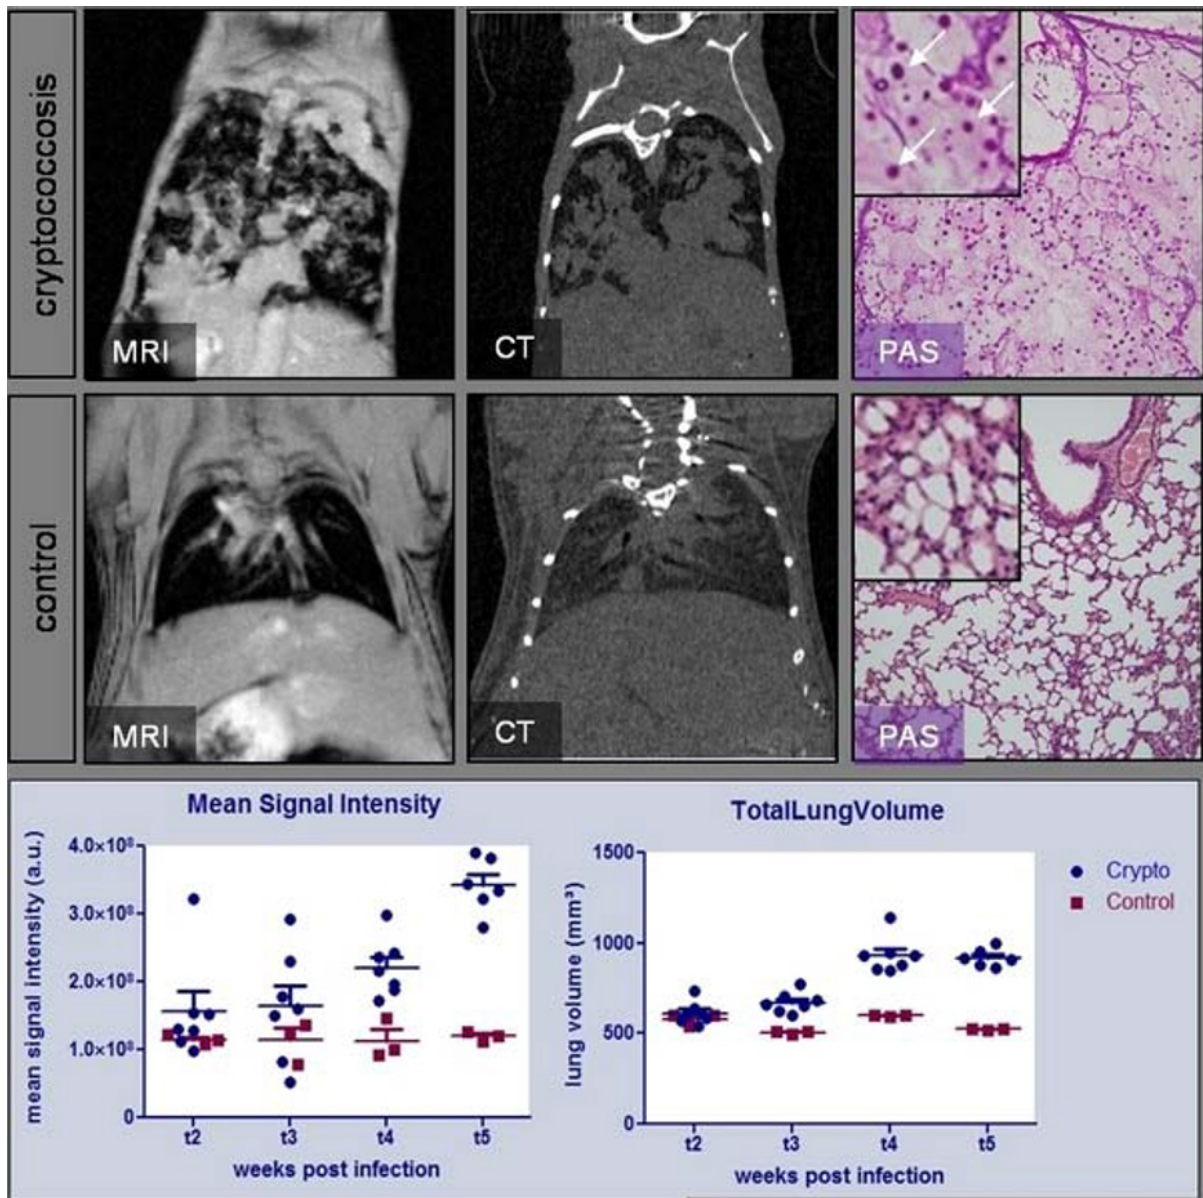 cryptococcosis
MRI
CT
PAS
control
MRI
CT
PAS
Mean Signal Intensity
mean signal intensity (a.u.)
4.0×10⁸
3.0×10⁸
2.0×10⁸
1.0×10⁸
0
t2 t3 t4 t5
weeks post infection
TotalLungVolume
lung volume (mm³)
1500
1000
500
0
t2 t3 t4 t5
weeks post infection
Crypto
Control